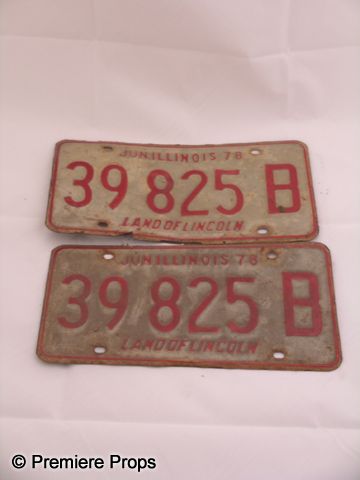 JUN ILLINOIS 78
39 825 B
LAND OF LINCOLN
JUN ILLINOIS 78
39 825 B
LAND OF LINCOLN
© Premiere Props